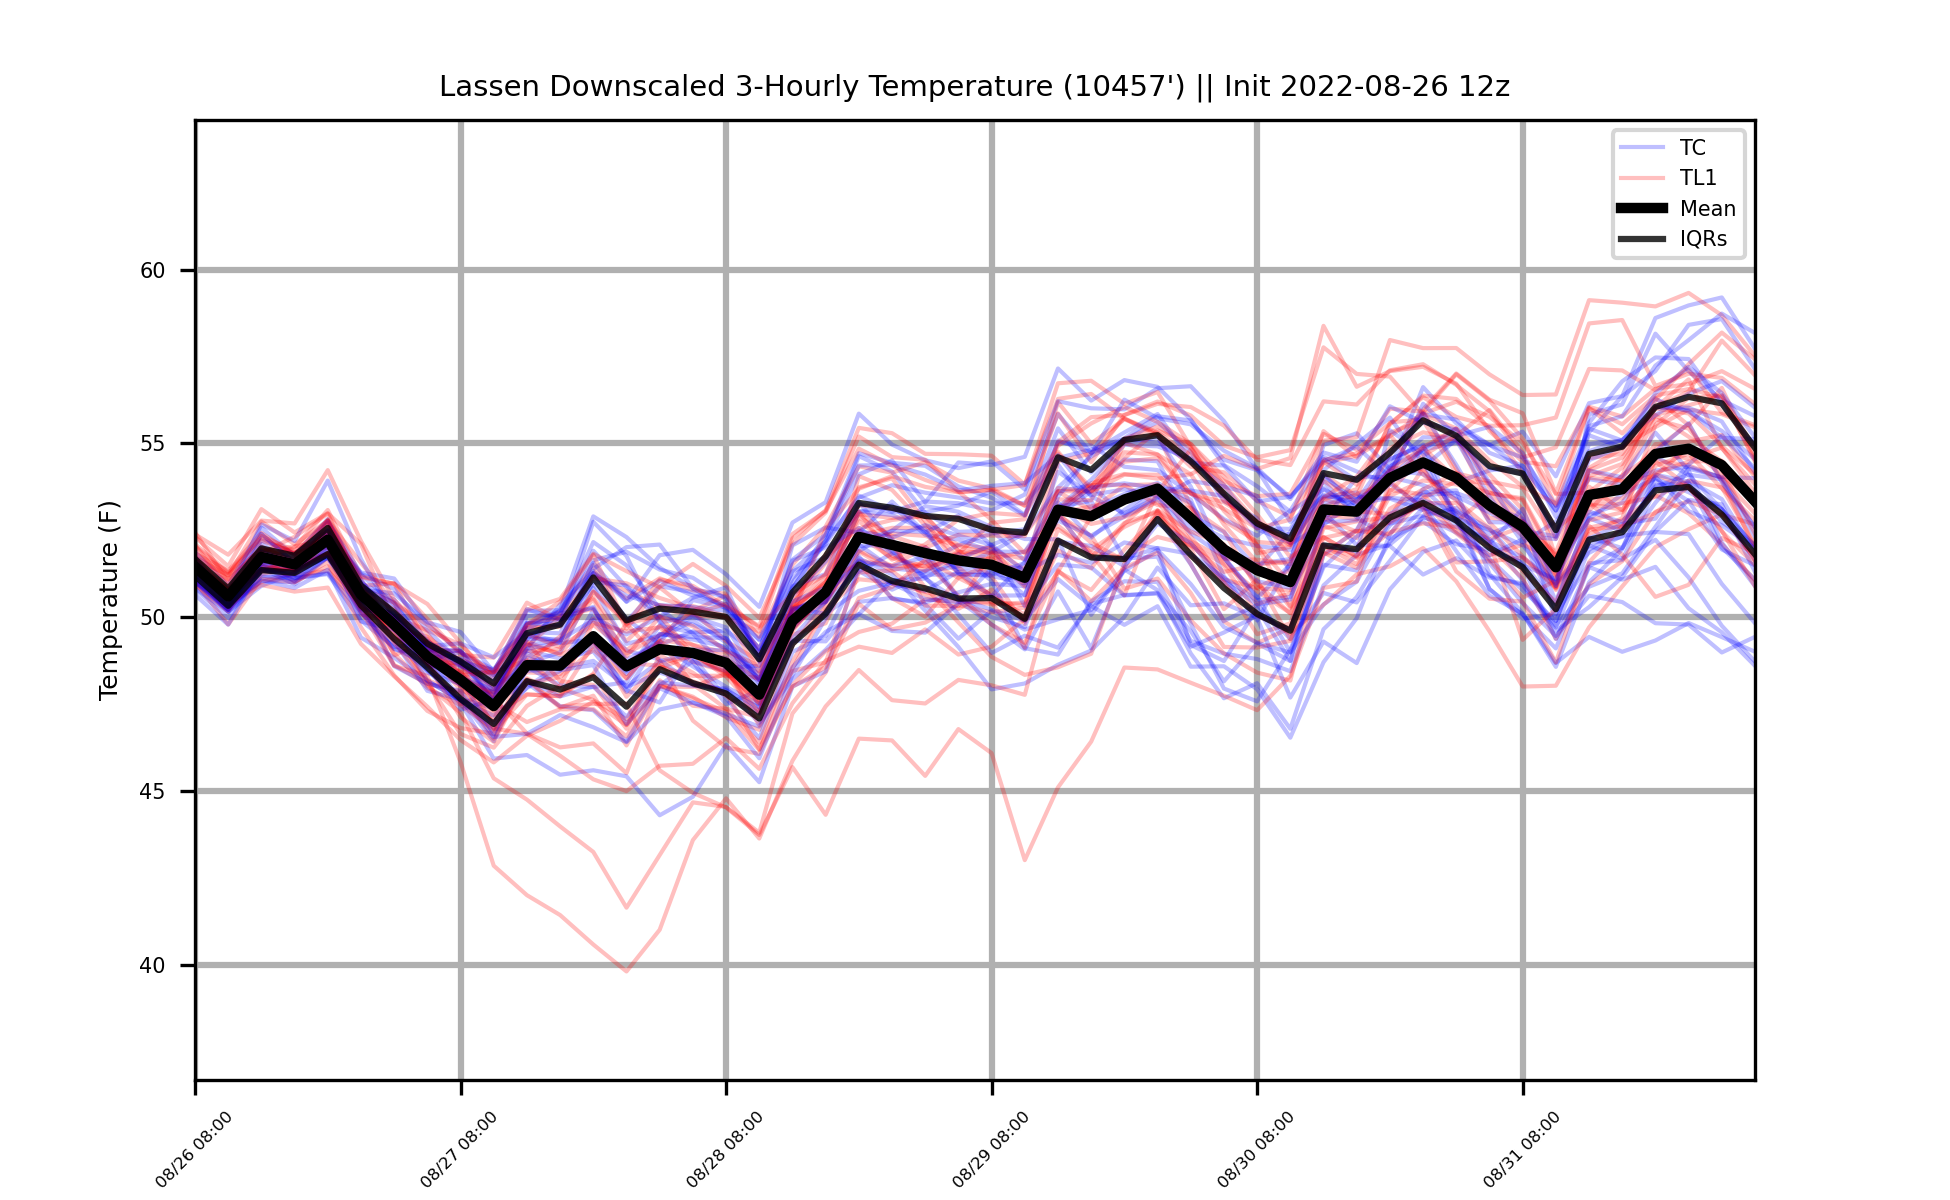 Lassen Downscaled 3-Hourly Temperature (10457') || Init 2022-08-26 12z
TC
TL1
Mean
IQRs
Temperature (F)
60
55
50
45
40
08/26 08:00
08/27 08:00
08/28 08:00
08/29 08:00
08/30 08:00
08/31 08:00